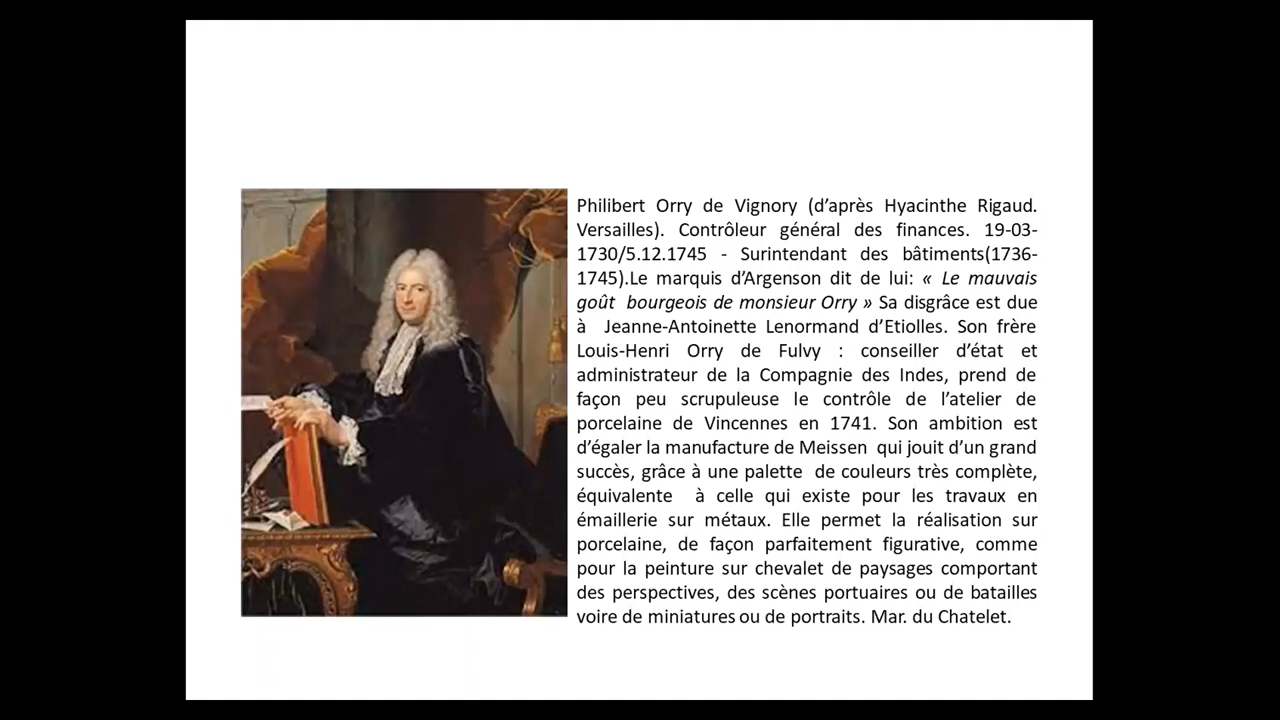 Philibert Orry de Vignory (d’après Hyacinthe Rigaud.
Versailles). Contrôleur général des finances. 19-03-
1730/5.12.1745 - Surintendant des bâtiments(1736-
1745).Le marquis d’Argenson dit de lui: « Le mauvais
goût bourgeois de monsieur Orry » Sa disgrâce est due
à Jeanne-Antoinette Lenormand d’Etiolles. Son frère
Louis-Henri Orry de Fulvy : conseiller d’état et
administrateur de la Compagnie des Indes, prend de
façon peu scrupuleuse le contrôle de l’atelier de
porcelaine de Vincennes en 1741. Son ambition est
d’égaler la manufacture de Meissen qui jouit d’un grand
succès, grâce à une palette de couleurs très complète,
équivalente à celle qui existe pour les travaux en
émaillerie sur métaux. Elle permet la réalisation sur
porcelaine, de façon parfaitement figurative, comme
pour la peinture sur chevalet de paysages comportant
des perspectives, des scènes portuaires ou de batailles
voire de miniatures ou de portraits. Mar. du Chatelet.